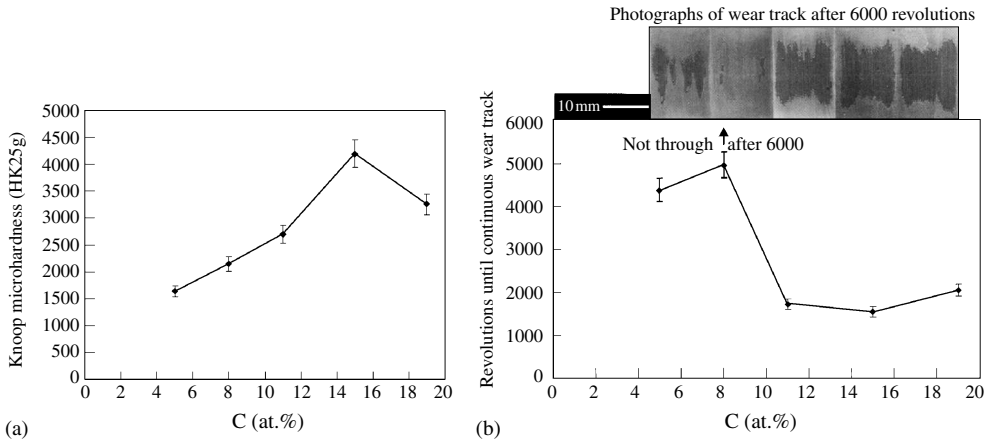 Photographs of wear track after 6000 revolutions
10 mm
Knoop microhardness (HK25g)
5000
4500
4000
3500
3000
2500
2000
1500
1000
500
0
0 2 4 6 8 10 12 14 16 18 20
C (at.%)
(a)
Revolutions until continuous wear track
6000
5000
4000
3000
2000
1000
0
Not through after 6000
0 2 4 6 8 10 12 14 16 18 20
C (at.%)
(b)